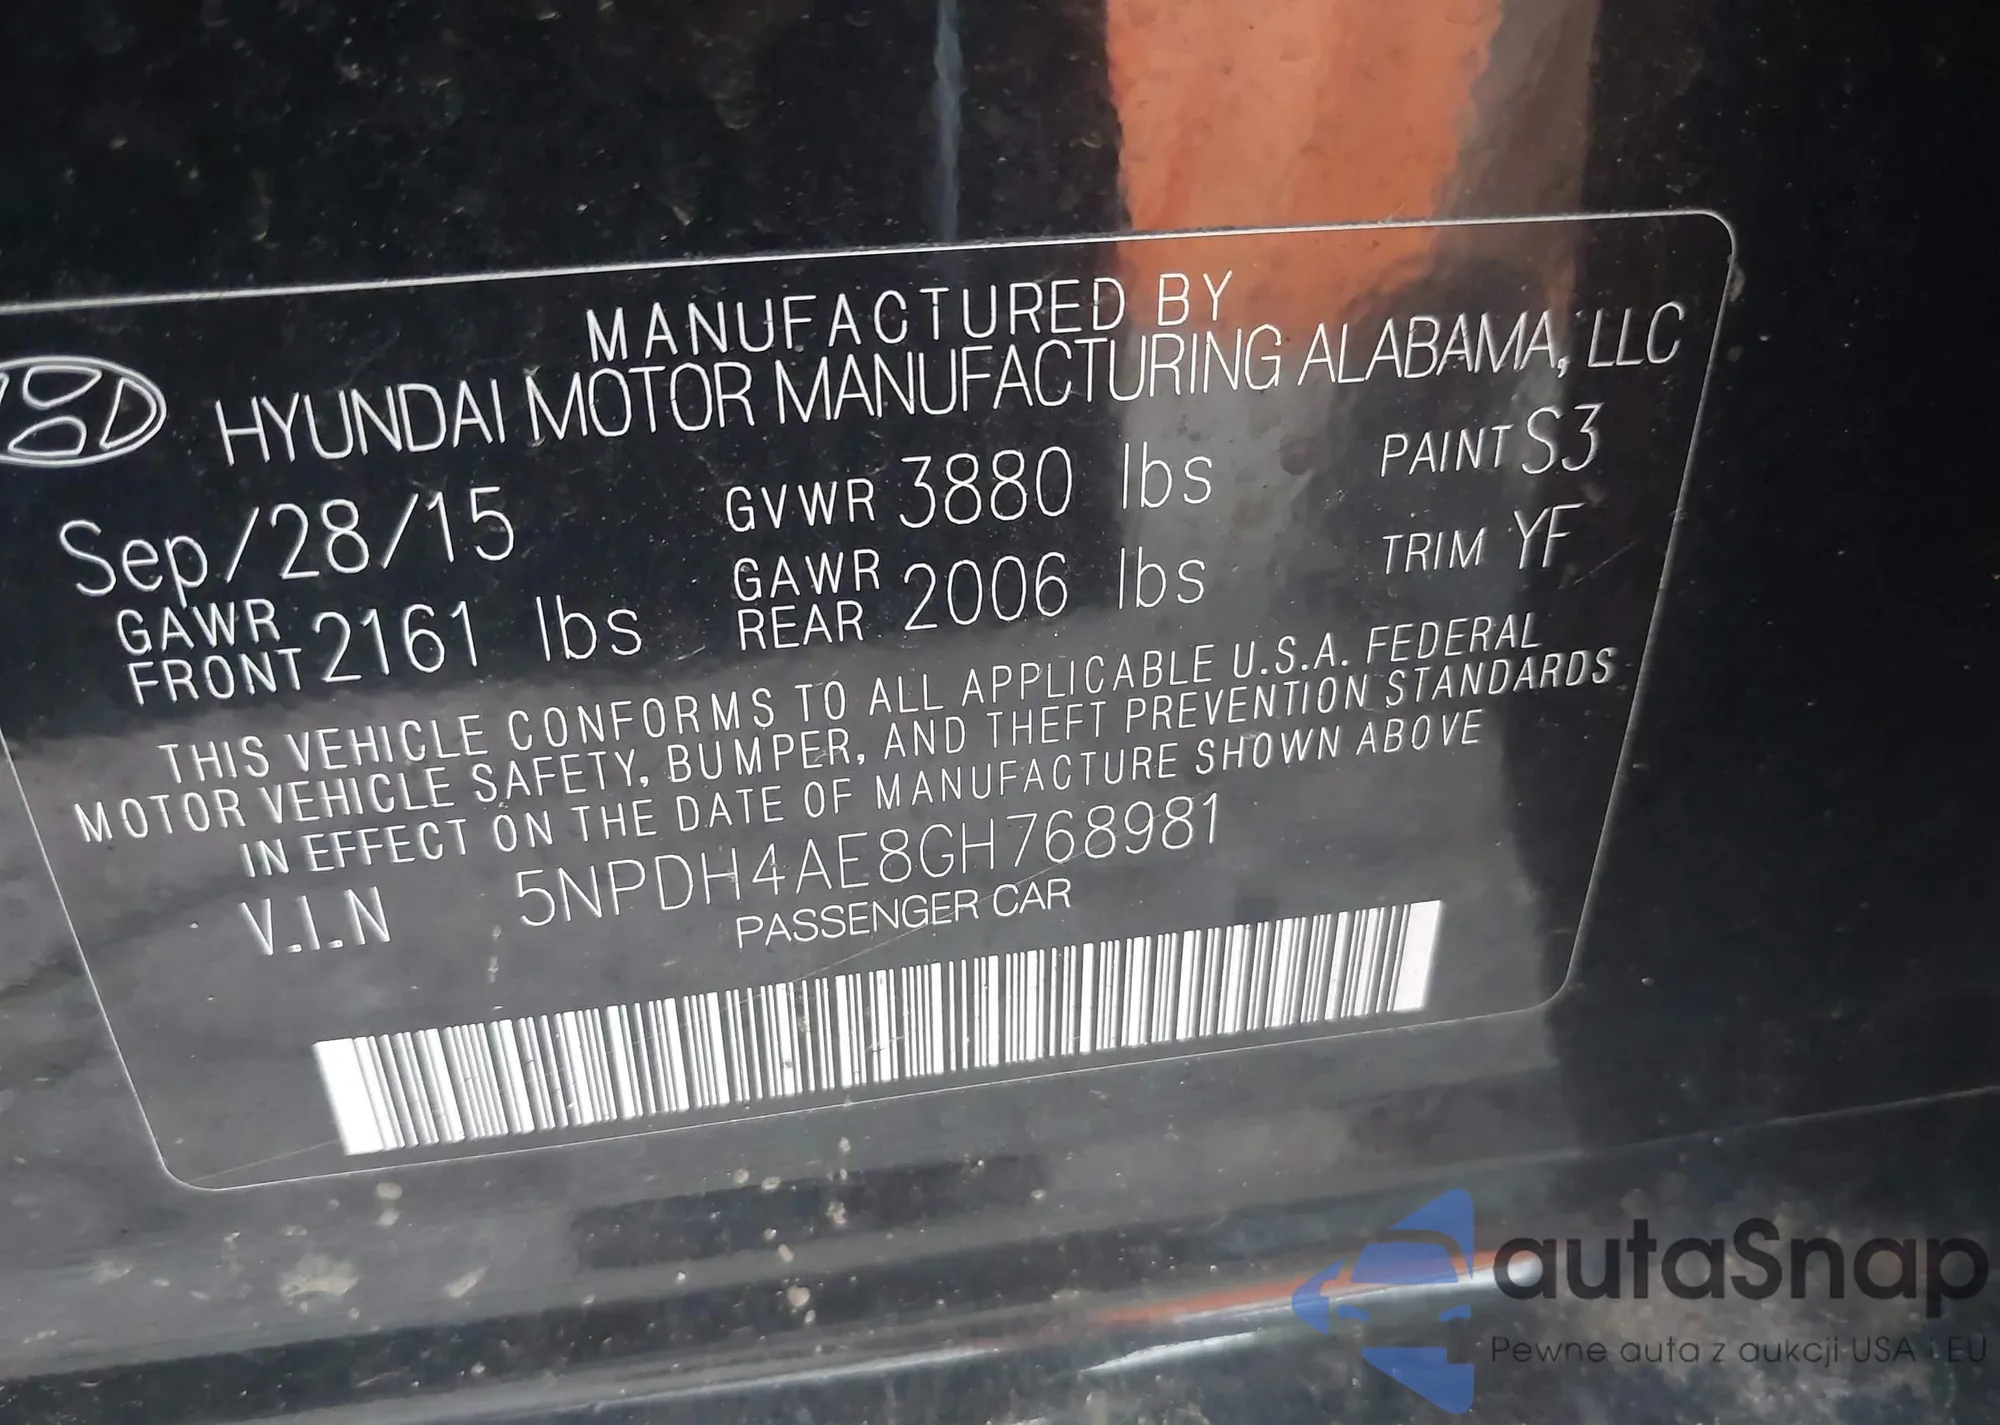 MANUFACTURED BY
HYUNDAI MOTOR MANUFACTURING ALABAMA, LLC
Sep/28/15 GVWR 3880 lbs PAINT S3
GAWR FRONT 2161 lbs GAWR REAR 2006 lbs TRIM YF
THIS VEHICLE CONFORMS TO ALL APPLICABLE U.S.A. FEDERAL
MOTOR VEHICLE SAFETY, BUMPER, AND THEFT PREVENTION STANDARDS
IN EFFECT ON THE DATE OF MANUFACTURE SHOWN ABOVE
V.I.N 5NPDH4AE8GH768981
PASSENGER CAR
autaSnap
Pewne auta z aukcji USA i EU